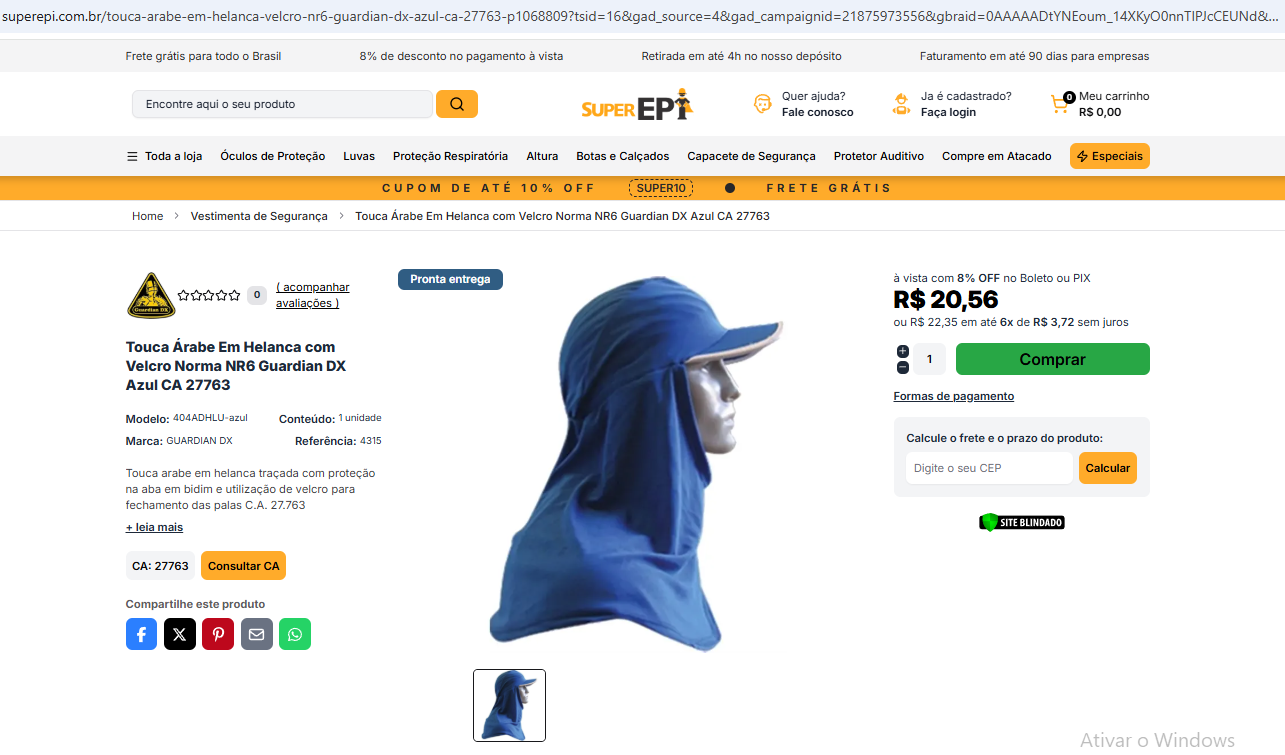 superepi.com.br/touca-arabe-em-helanca-velcro-nr6-guardian-dx-azul-ca-27763-p1068809?tsid=16&gad_source=4&gad_campaignid=21875973556&gbraid=0AAAAADtYNEoum_14XKyO0nnTIPJcCEUNd&...
Frete grátis para todo o Brasil
8% de desconto no pagamento à vista
Retirada em até 4h no nosso depósito
Faturamento em até 90 dias para empresas
Encontre aqui o seu produto
SUPER EPI
Quer ajuda?
Fale conosco
Ja é cadastrado?
Faça login
0
Meu carrinho
R$ 0,00
Toda a loja
Óculos de Proteção
Luvas
Proteção Respiratória
Altura
Botas e Calçados
Capacete de Segurança
Protetor Auditivo
Compre em Atacado
Especiais
CUPOM DE ATÉ 10% OFF
SUPER10
FRETE GRÁTIS
Home > Vestimenta de Segurança > Touca Árabe Em Helanca com Velcro Norma NR6 Guardian DX Azul CA 27763
Guardian DX
0
( acompanhar
avaliações )
Touca Árabe Em Helanca com
Velcro Norma NR6 Guardian DX
Azul CA 27763
Modelo: 404ADHLU-azul
Conteúdo: 1 unidade
Marca: GUARDIAN DX
Referência: 4315
Touca arabe em helanca traçada com proteção
na aba em bidim e utilização de velcro para
fechamento das palas C.A. 27.763
+ leia mais
CA: 27763
Consultar CA
Compartilhe este produto
Pronta entrega
à vista com 8% OFF no Boleto ou PIX
R$ 20,56
ou R$ 22,35 em até 6x de R$ 3,72 sem juros
1
Comprar
Formas de pagamento
Calcule o frete e o prazo do produto:
Digite o seu CEP
Calcular
SITE BLINDADO
Ativar o Windows